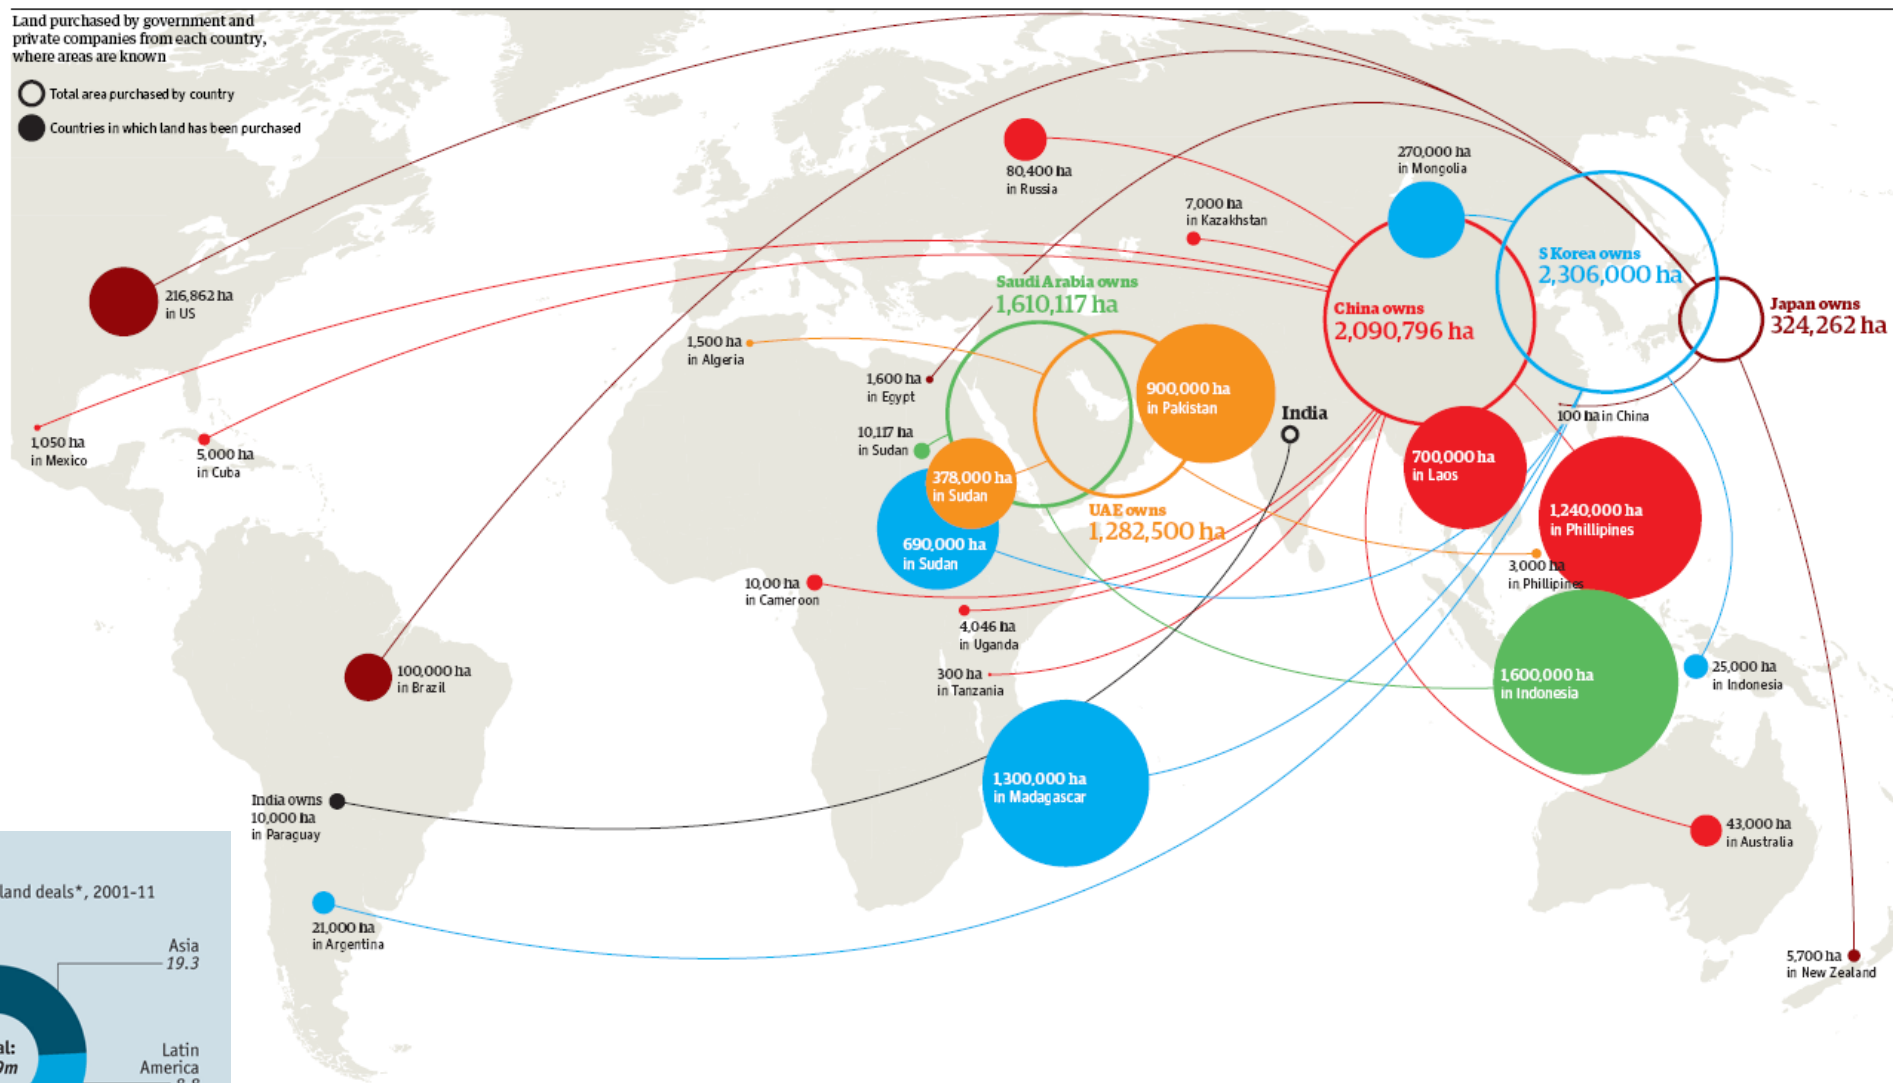 Land purchased by government and
private companies from each country,
where areas are known
Total area purchased by country
Countries in which land has been purchased
216,862 ha
in US
1,050 ha
in Mexico
5,000 ha
in Cuba
80,400 ha
in Russia
7,000 ha
in Kazakhstan
270,000 ha
in Mongolia
S Korea owns
2,306,000 ha
Japan owns
324,262 ha
China owns
2,090,796 ha
Saudi Arabia owns
1,610,117 ha
1,500 ha
in Algeria
1,600 ha
in Egypt
10,117 ha
in Sudan
378,000 ha
in Sudan
690,000 ha
in Sudan
900,000 ha
in Pakistan
UAE owns
1,282,500 ha
India
100 ha in China
700,000 ha
in Laos
1,240,000 ha
in Phillipines
3,000 ha
in Phillipines
10,00 ha
in Cameroon
4,046 ha
in Uganda
300 ha
in Tanzania
100,000 ha
in Brazil
1,600,000 ha
in Indonesia
25,000 ha
in Indonesia
1,300,000 ha
in Madagascar
India owns
10,000 ha
in Paraguay
43,000 ha
in Australia
21,000 ha
in Argentina
5,700 ha
in New Zealand
land deals*, 2001-11
Asia
19.3
Latin
America